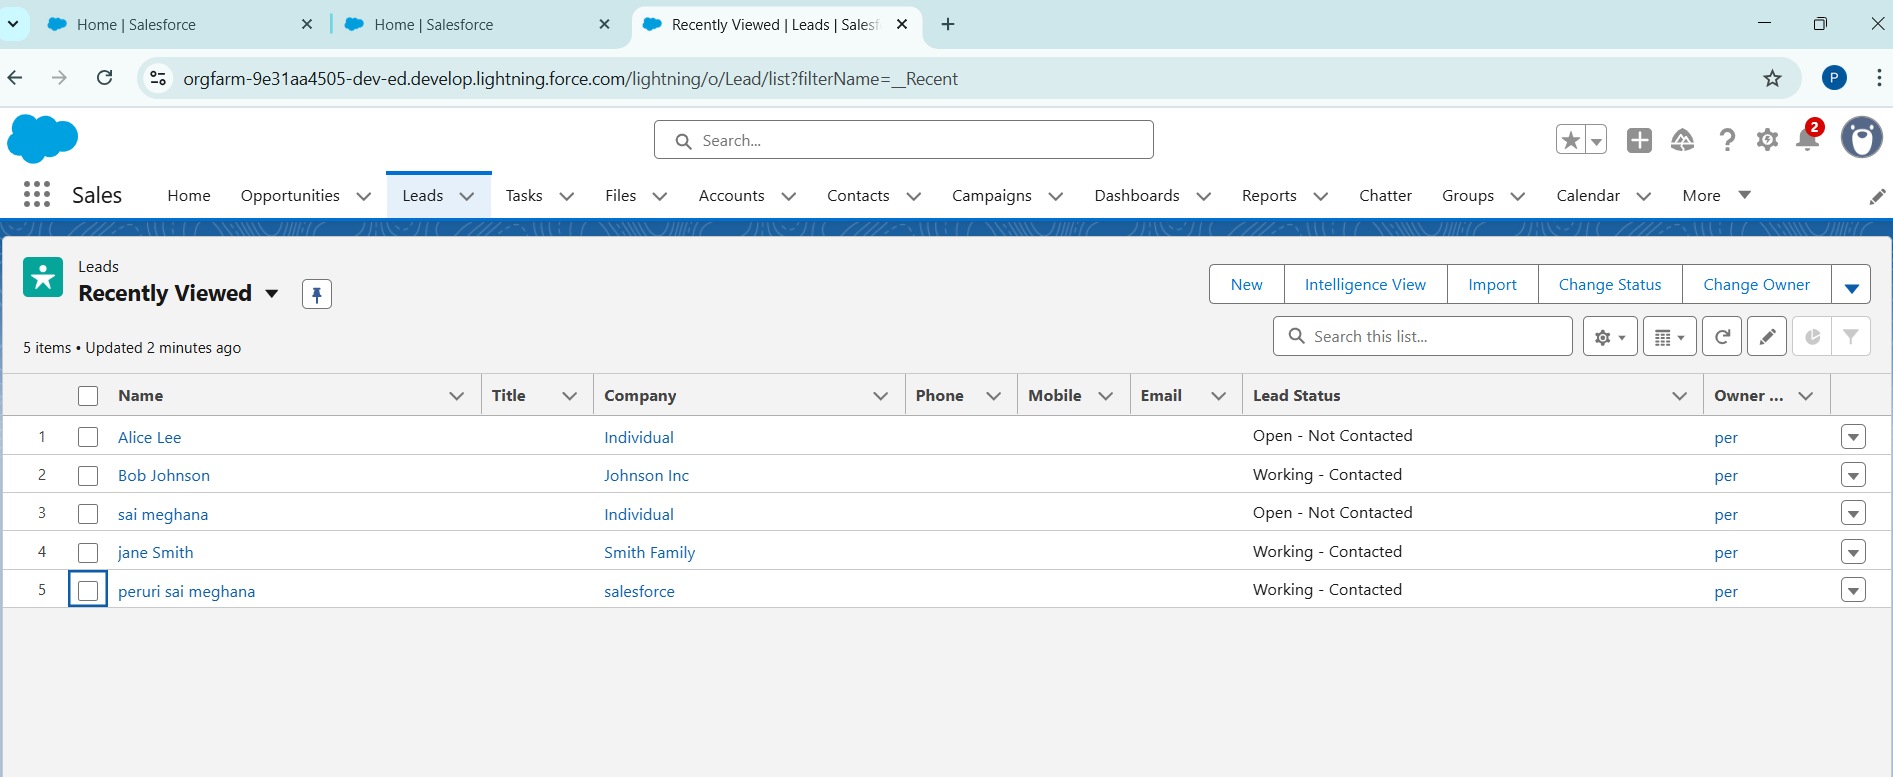 Home | Salesforce Home | Salesforce Recently Viewed | Leads | Salesf
orgfarm-9e31aa4505-dev-ed.develop.lightning.force.com/lightning/o/Lead/list?filterName=__Recent P
Search... 2
Sales Home Opportunities Leads Tasks Files Accounts Contacts Campaigns Dashboards Reports Chatter Groups Calendar More
Leads
Recently Viewed
New Intelligence View Import Change Status Change Owner
5 items • Updated 2 minutes ago
Search this list...
Name Title Company Phone Mobile Email Lead Status Owner ...
1 Alice Lee Individual Open - Not Contacted per
2 Bob Johnson Johnson Inc Working - Contacted per
3 sai meghana Individual Open - Not Contacted per
4 jane Smith Smith Family Working - Contacted per
5 peruri sai meghana salesforce Working - Contacted per